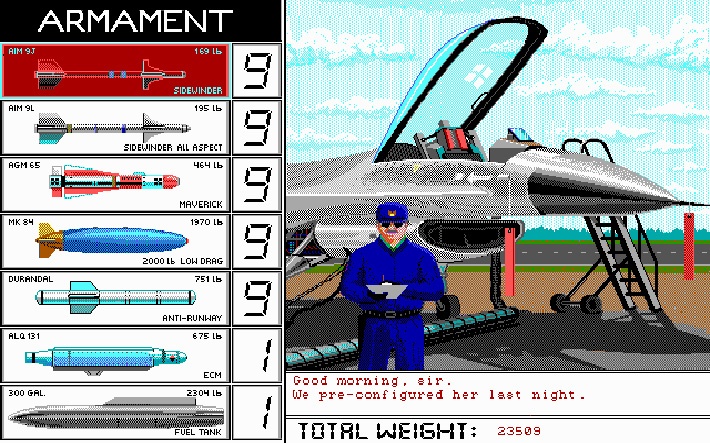 ARMAMENT
AIM 9J 169 lb
9
SIDEWINDER
AIM 9L 195 lb
9
SIDEWINDER ALL ASPECT
AGM 65 464 lb
9
MAVERICK
MK 84 1970 lb
9
2000 lb LOW DRAG
DURANDAL 751 lb
9
ANTI-RUNWAY
ALQ 131 675 lb
1
ECM
300 GAL. 2304 lb
1
FUEL TANK
Good morning, sir.
We pre-configured her last night.
TOTAL WEIGHT: 23509